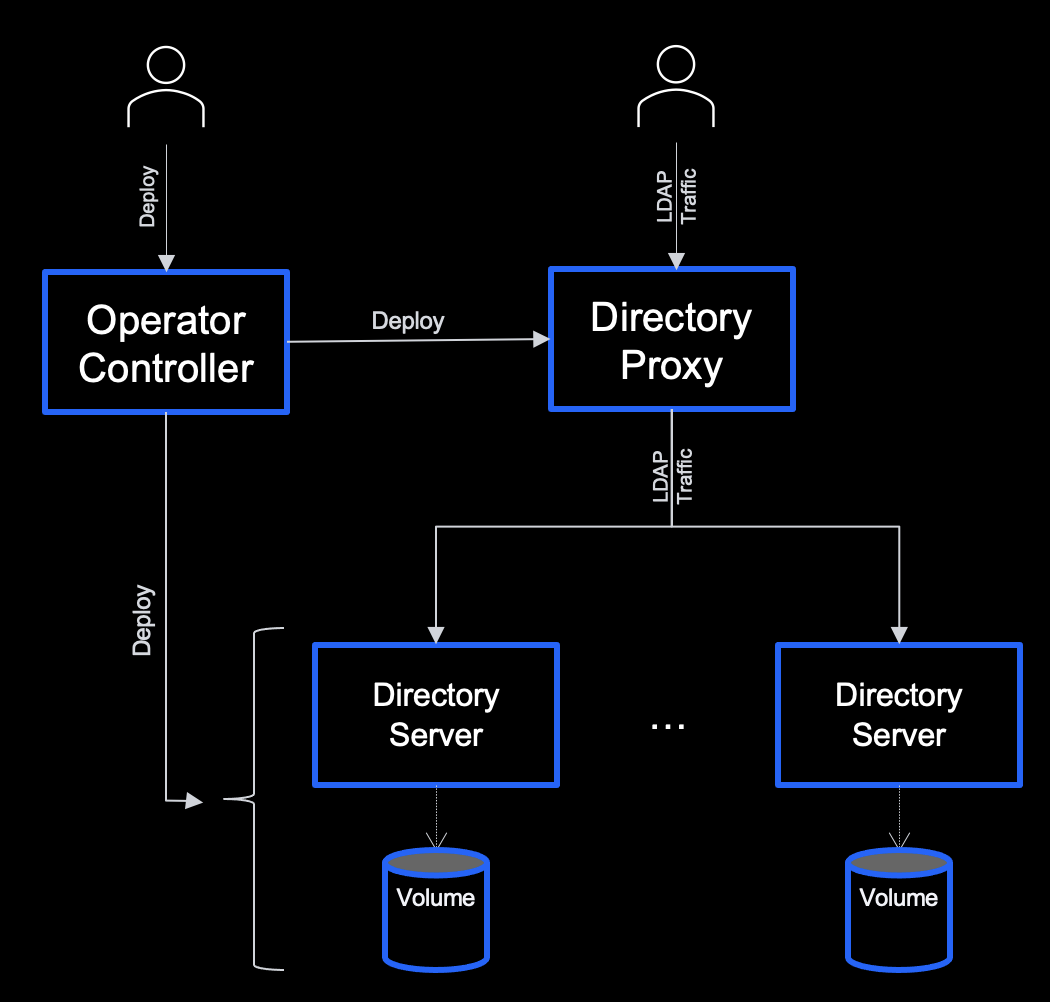 Deploy
LDAP
Traffic
Operator
Controller
Deploy
Directory
Proxy
LDAP
Traffic
Deploy
Directory
Server
...
Directory
Server
Volume
Volume